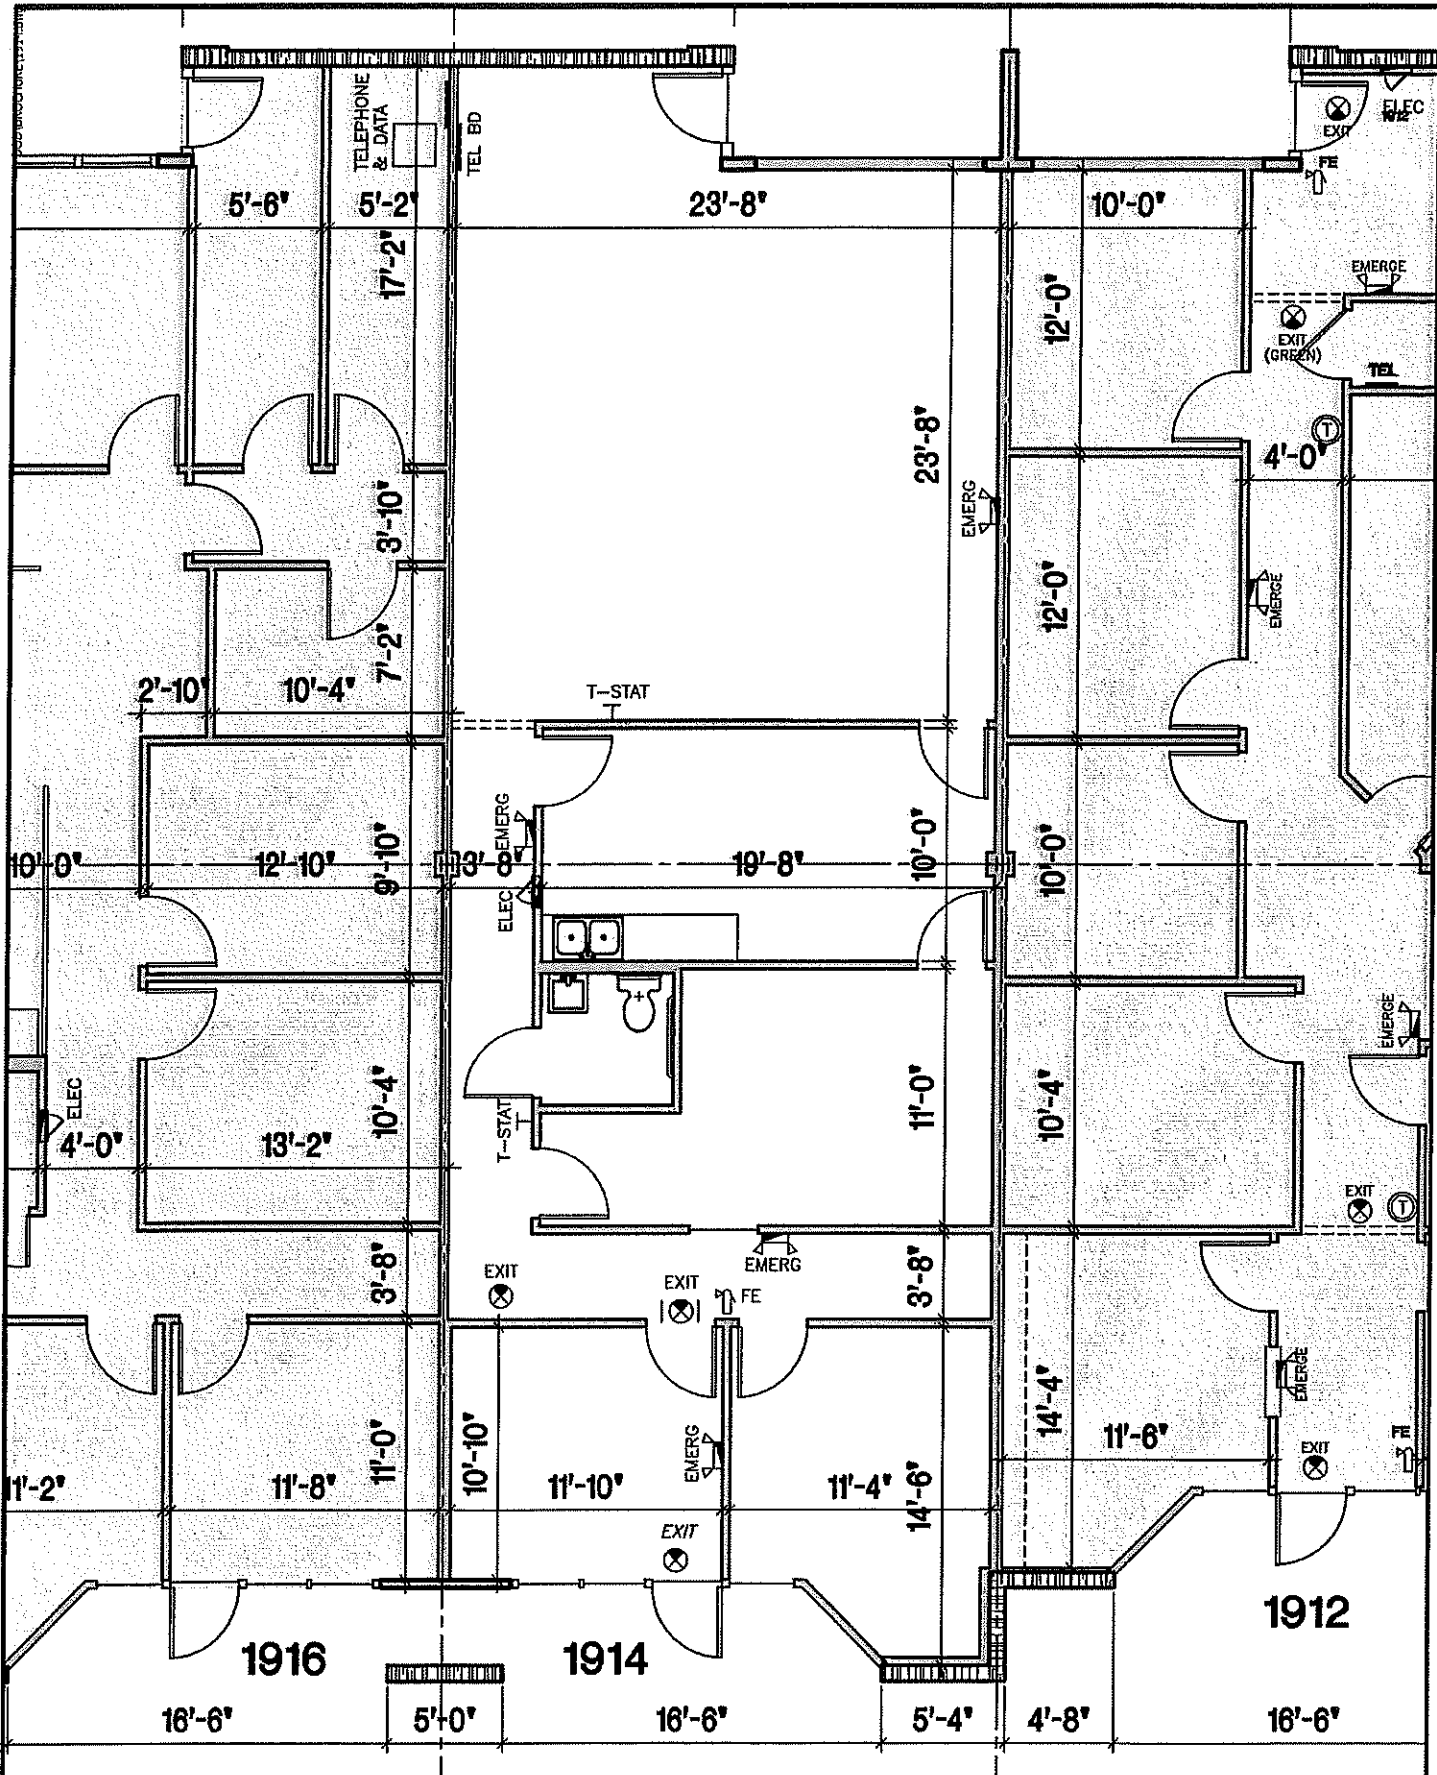 ELEC
EXIT
FE
TELEPHONE
& DATA
TEL BD
5'-6"
5'-2"
23'-8"
10'-0"
17'-2"
EMERGE
12'-0"
EXIT
(GREEN)
TEL
T
23'-8"
4'-0"
3'-10"
EMERG
12'-0"
EMERGE
7'-2"
2'-10"
10'-4"
T-STAT
EMERG
10'-0"
12'-10"
9'-10"
3'-8"
19'-8"
10'-0"
10'-0"
ELEC
EMERGE
ELEC
10'-4"
11'-0"
10'-4"
T-STAT
4'-0"
13'-2"
EXIT
T
3'-8"
EXIT
EXIT
FE
EMERG
3'-8"
EMERGE
14'-4"
11'-6"
FE
11'-0"
10'-10"
EMERG
EXIT
11'-2"
11'-8"
11'-10"
11'-4"
14'-6"
EXIT
1912
1916
1914
16'-6"
5'-0"
16'-6"
5'-4"
4'-8"
16'-6"